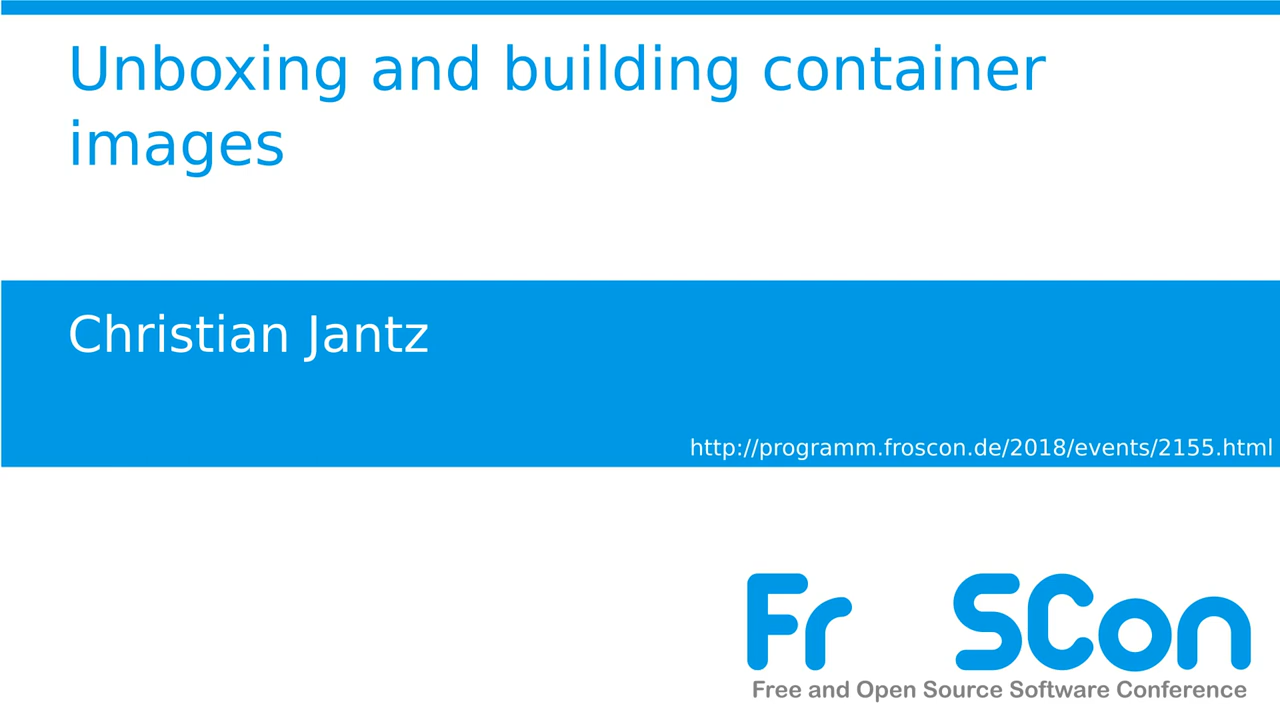 Unboxing and building container
images
Christian Jantz
http://programm.froscon.de/2018/events/2155.html
Fr SCon
Free and Open Source Software Conference